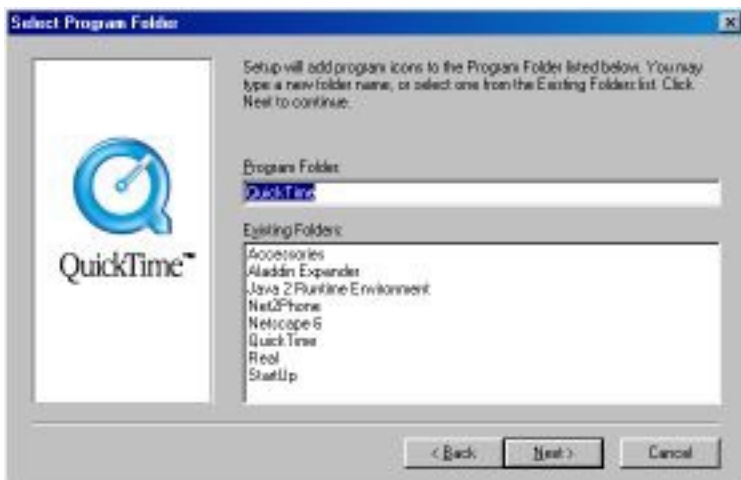 Select Program Folder
Setup will add program icons to the Program Folder listed below. You may
type a new folder name, or select one from the Existing Folders list. Click
Next to continue.
Program Folder:
QuickTime
Existing Folders:
Accessories
Aladdin Expander
Java 2 Runtime Environment
Net2Phone
Netscape 6
QuickTime
Real
StartUp
QuickTime™
< Back
Next >
Cancel